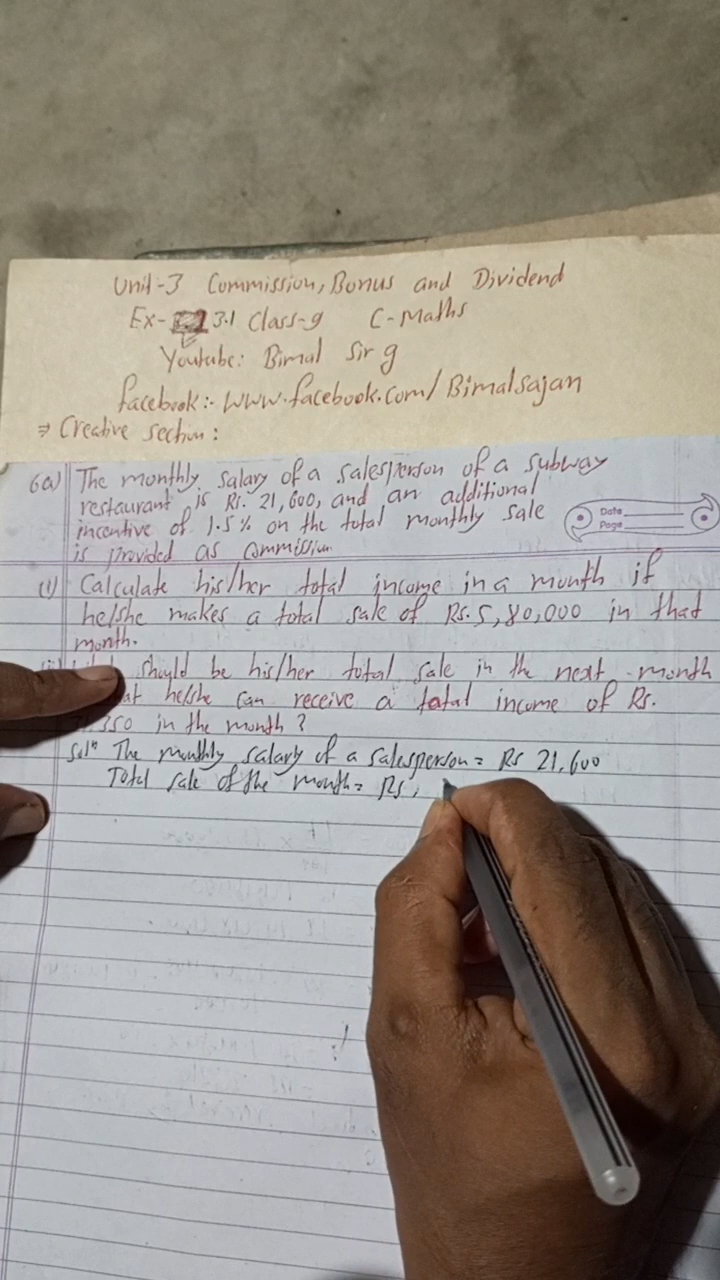 Unit-3 Commission, Bonus and Dividend
Ex- 3.1 Class-9 C-Maths
Youtube: Bimal Sir g
facebook:- www.facebook.com/Bimalsajan
⇒ Creative section:
6a) The monthly salary of a salesperson of a subway
restaurant is Rs. 21,600, and an additional
incentive of 1.5% on the total monthly sale
is provided as commission
Date
Page
(i) Calculate his/her total income in a month if
he/she makes a total sale of Rs. 5,80,000 in that
month.
should be his/her total sale in the next month
he/she can receive a total income of Rs.
350 in the month?
Solⁿ The monthly salary of a salesperson = Rs 21,600
Total sale of the month = Rs.